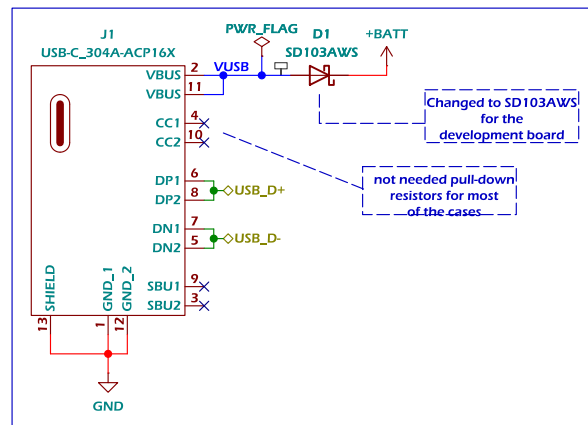 J1
USB-C_304A-ACP16X
PWR_FLAG
D1
SD103AWS
+BATT
VBUS 2
VUSB
VBUS 11
CC1 4
CC2 10
DP1 6
DP2 8
USB_D+
DN1 7
DN2 5
USB_D-
SBU1 9
SBU2 3
SHIELD
GND_1
GND_2
13
1
12
GND
Changed to SD103AWS
for the
development board
not needed pull-down
resistors for most
of the cases